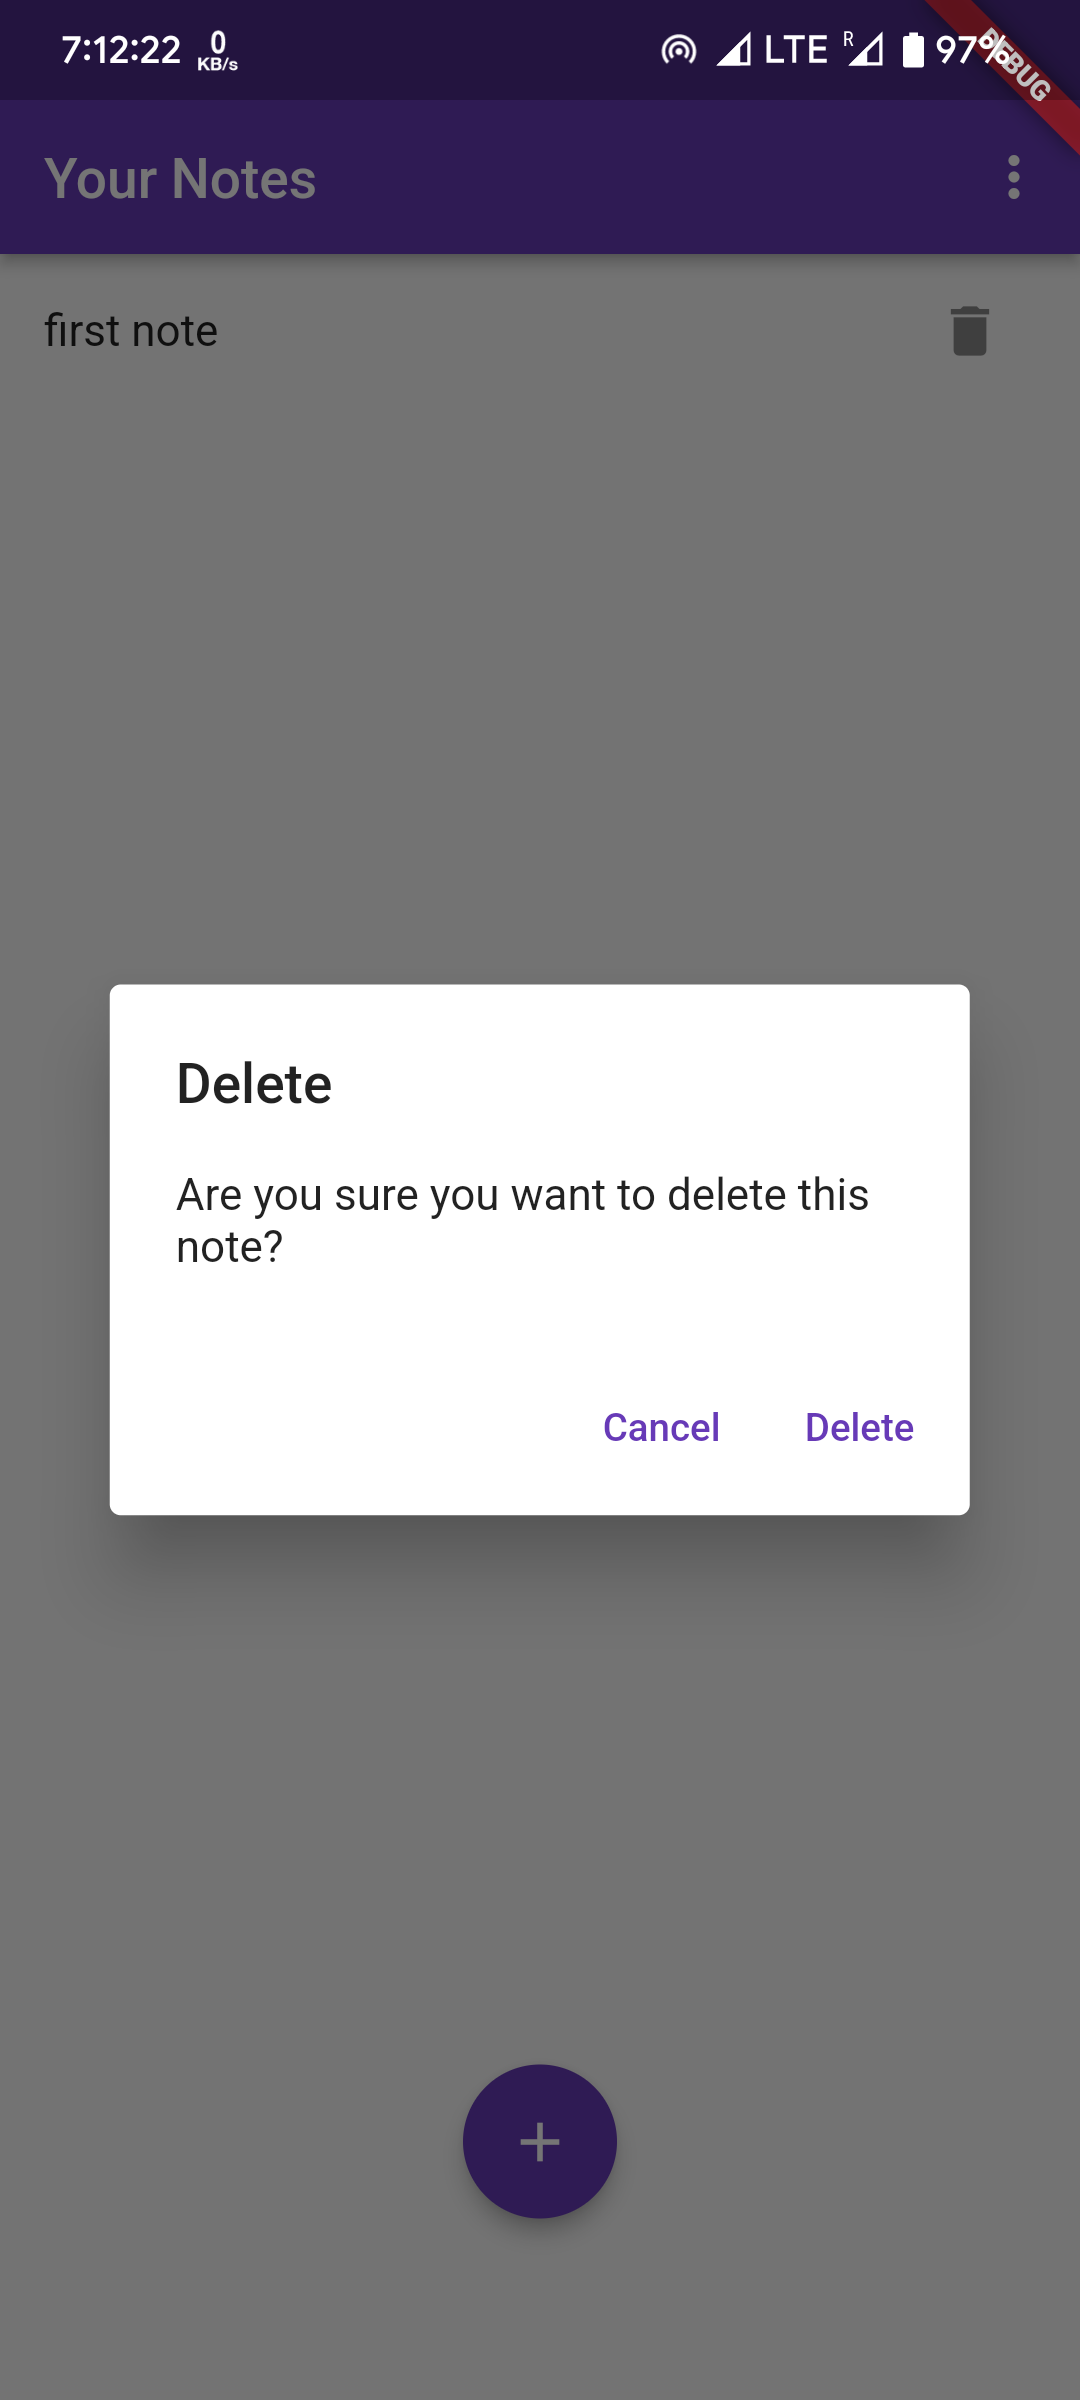 7:12:22 0 KB/s R LTE 97% DEBUG
Your Notes
first note
Delete
Are you sure you want to delete this
note?
Cancel Delete